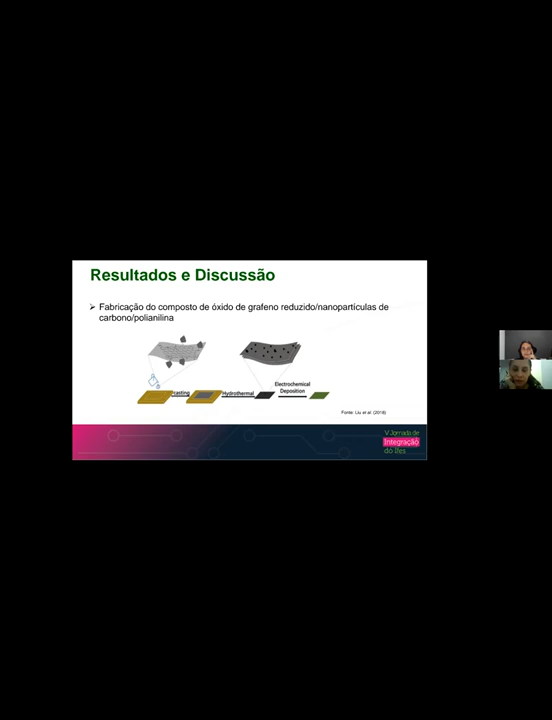 Resultados e Discussão
➢ Fabricação do composto de óxido de grafeno reduzido/nanopartículas de
carbono/polianilina
casting
Hydrothermal
Electrochemical
Deposition
Fonte: Liu et al. (2018)
V Jornada de
Integração
do Ifes